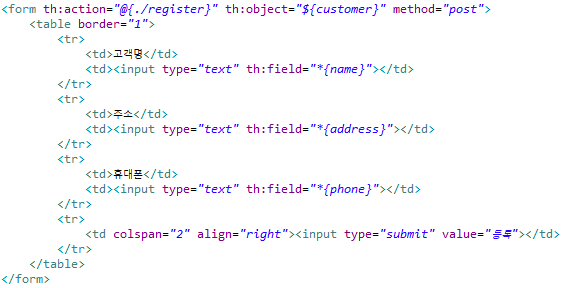 <form th:action="@{./register}" th:object="${customer}" method="post">
    <table border="1">
        <tr>
            <td>고객명</td>
            <td><input type="text" th:field="*{name}"></td>
        </tr>
        <tr>
            <td>주소</td>
            <td><input type="text" th:field="*{address}"></td>
        </tr>
        <tr>
            <td>휴대폰</td>
            <td><input type="text" th:field="*{phone}"></td>
        </tr>
        <tr>
            <td colspan="2" align="right"><input type="submit" value="등록"></td>
        </tr>
    </table>
</form>